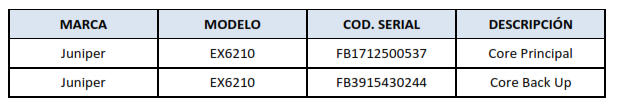 MARCA MODELO COD. SERIAL DESCRIPCIÓN
Juniper EX6210 FB1712500537 Core Principal
Juniper EX6210 FB3915430244 Core Back Up